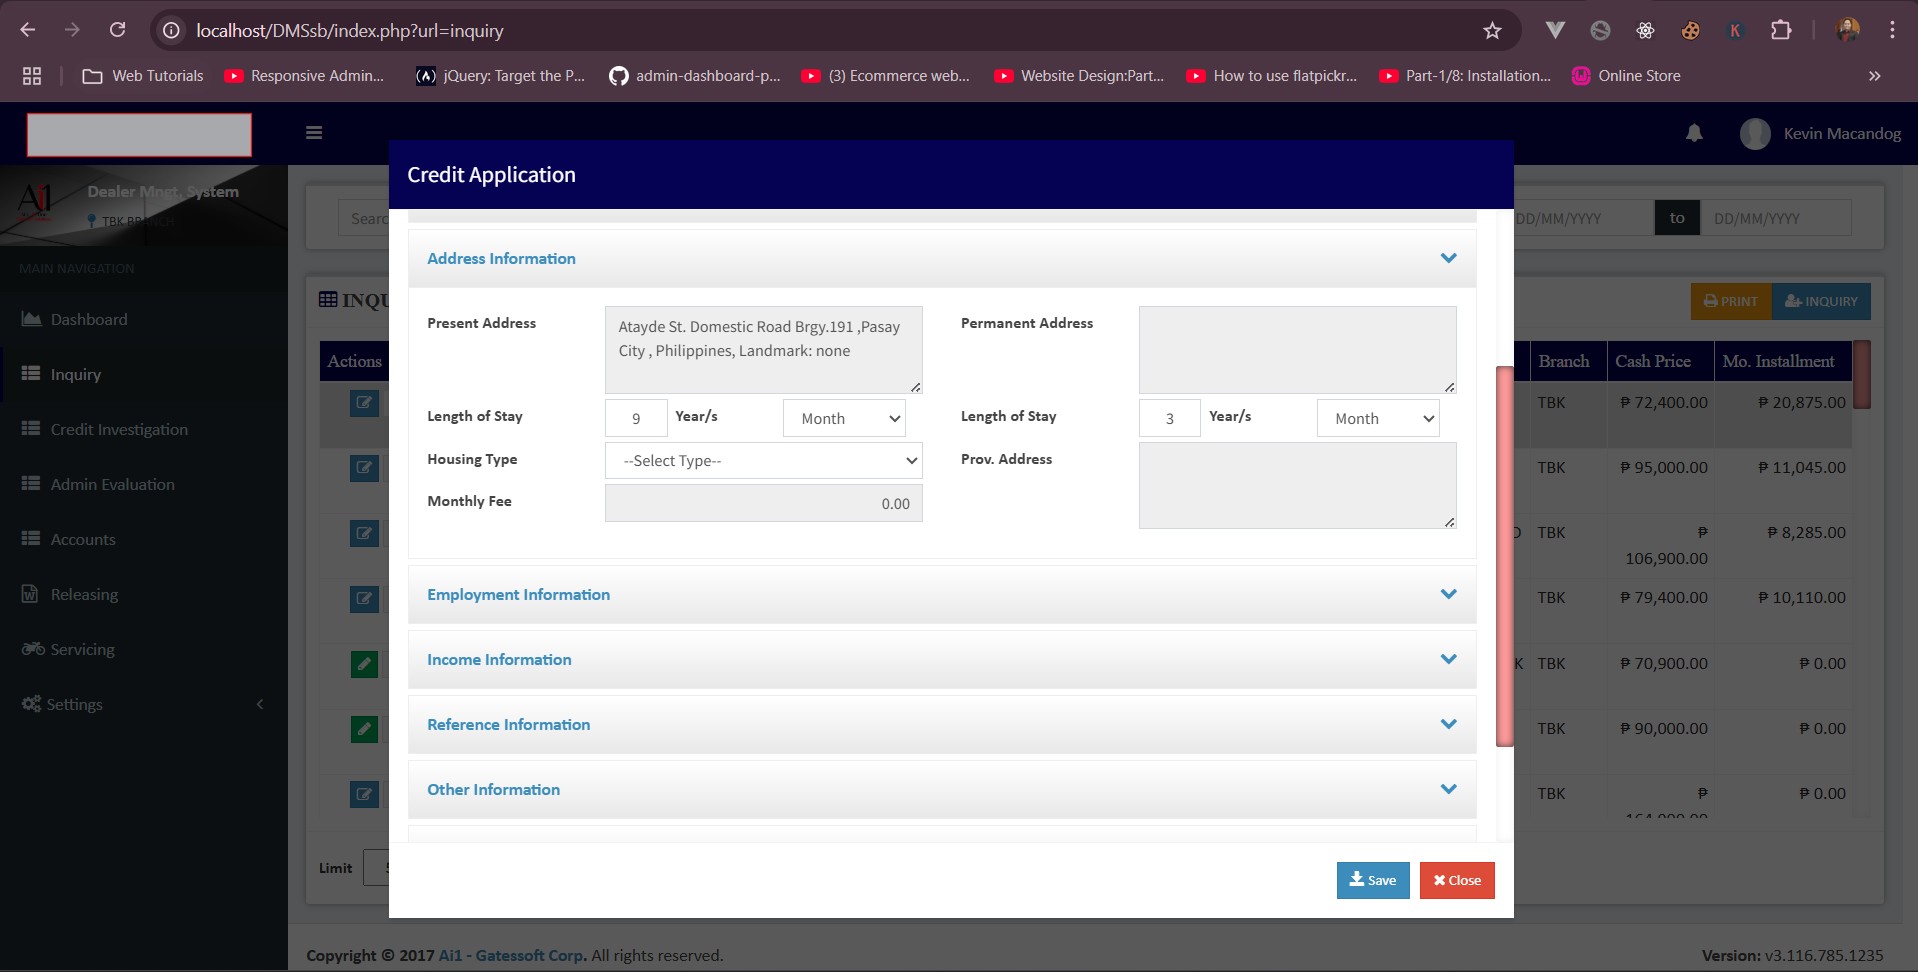 localhost/DMSsb/index.php?url=inquiry
K
Web Tutorials
Responsive Admin...
jQuery: Target the P...
admin-dashboard-p...
(3) Ecommerce web...
Website Design:Part...
How to use flatpickr...
Part-1/8: Installation...
Online Store
Kevin Macandog
Credit Application
Ai1
Dealer Mngt. System
TBK BRANCH
MAIN NAVIGATION
Dashboard
Inquiry
Credit Investigation
Admin Evaluation
Accounts
Releasing
Servicing
Settings
Searc
DD/MM/YYYY
to
DD/MM/YYYY
INQU
PRINT
INQUIRY
Actions
Branch
Cash Price
Mo. Installment
TBK
₱ 72,400.00
₱ 20,875.00
TBK
₱ 95,000.00
₱ 11,045.00
TBK
₱ 106,900.00
₱ 8,285.00
TBK
₱ 79,400.00
₱ 10,110.00
K
TBK
₱ 70,900.00
₱ 0.00
TBK
₱ 90,000.00
₱ 0.00
TBK
₱
₱ 0.00
Address Information
Present Address
Atayde St. Domestic Road Brgy.191 ,Pasay
City , Philippines, Landmark: none
Permanent Address
Length of Stay
9
Year/s
Month
Length of Stay
3
Year/s
Month
Housing Type
--Select Type--
Prov. Address
Monthly Fee
0.00
Employment Information
Income Information
Reference Information
Other Information
Save
Close
Limit
Copyright © 2017 Ai1 - Gatessoft Corp. All rights reserved.
Version: v3.116.785.1235